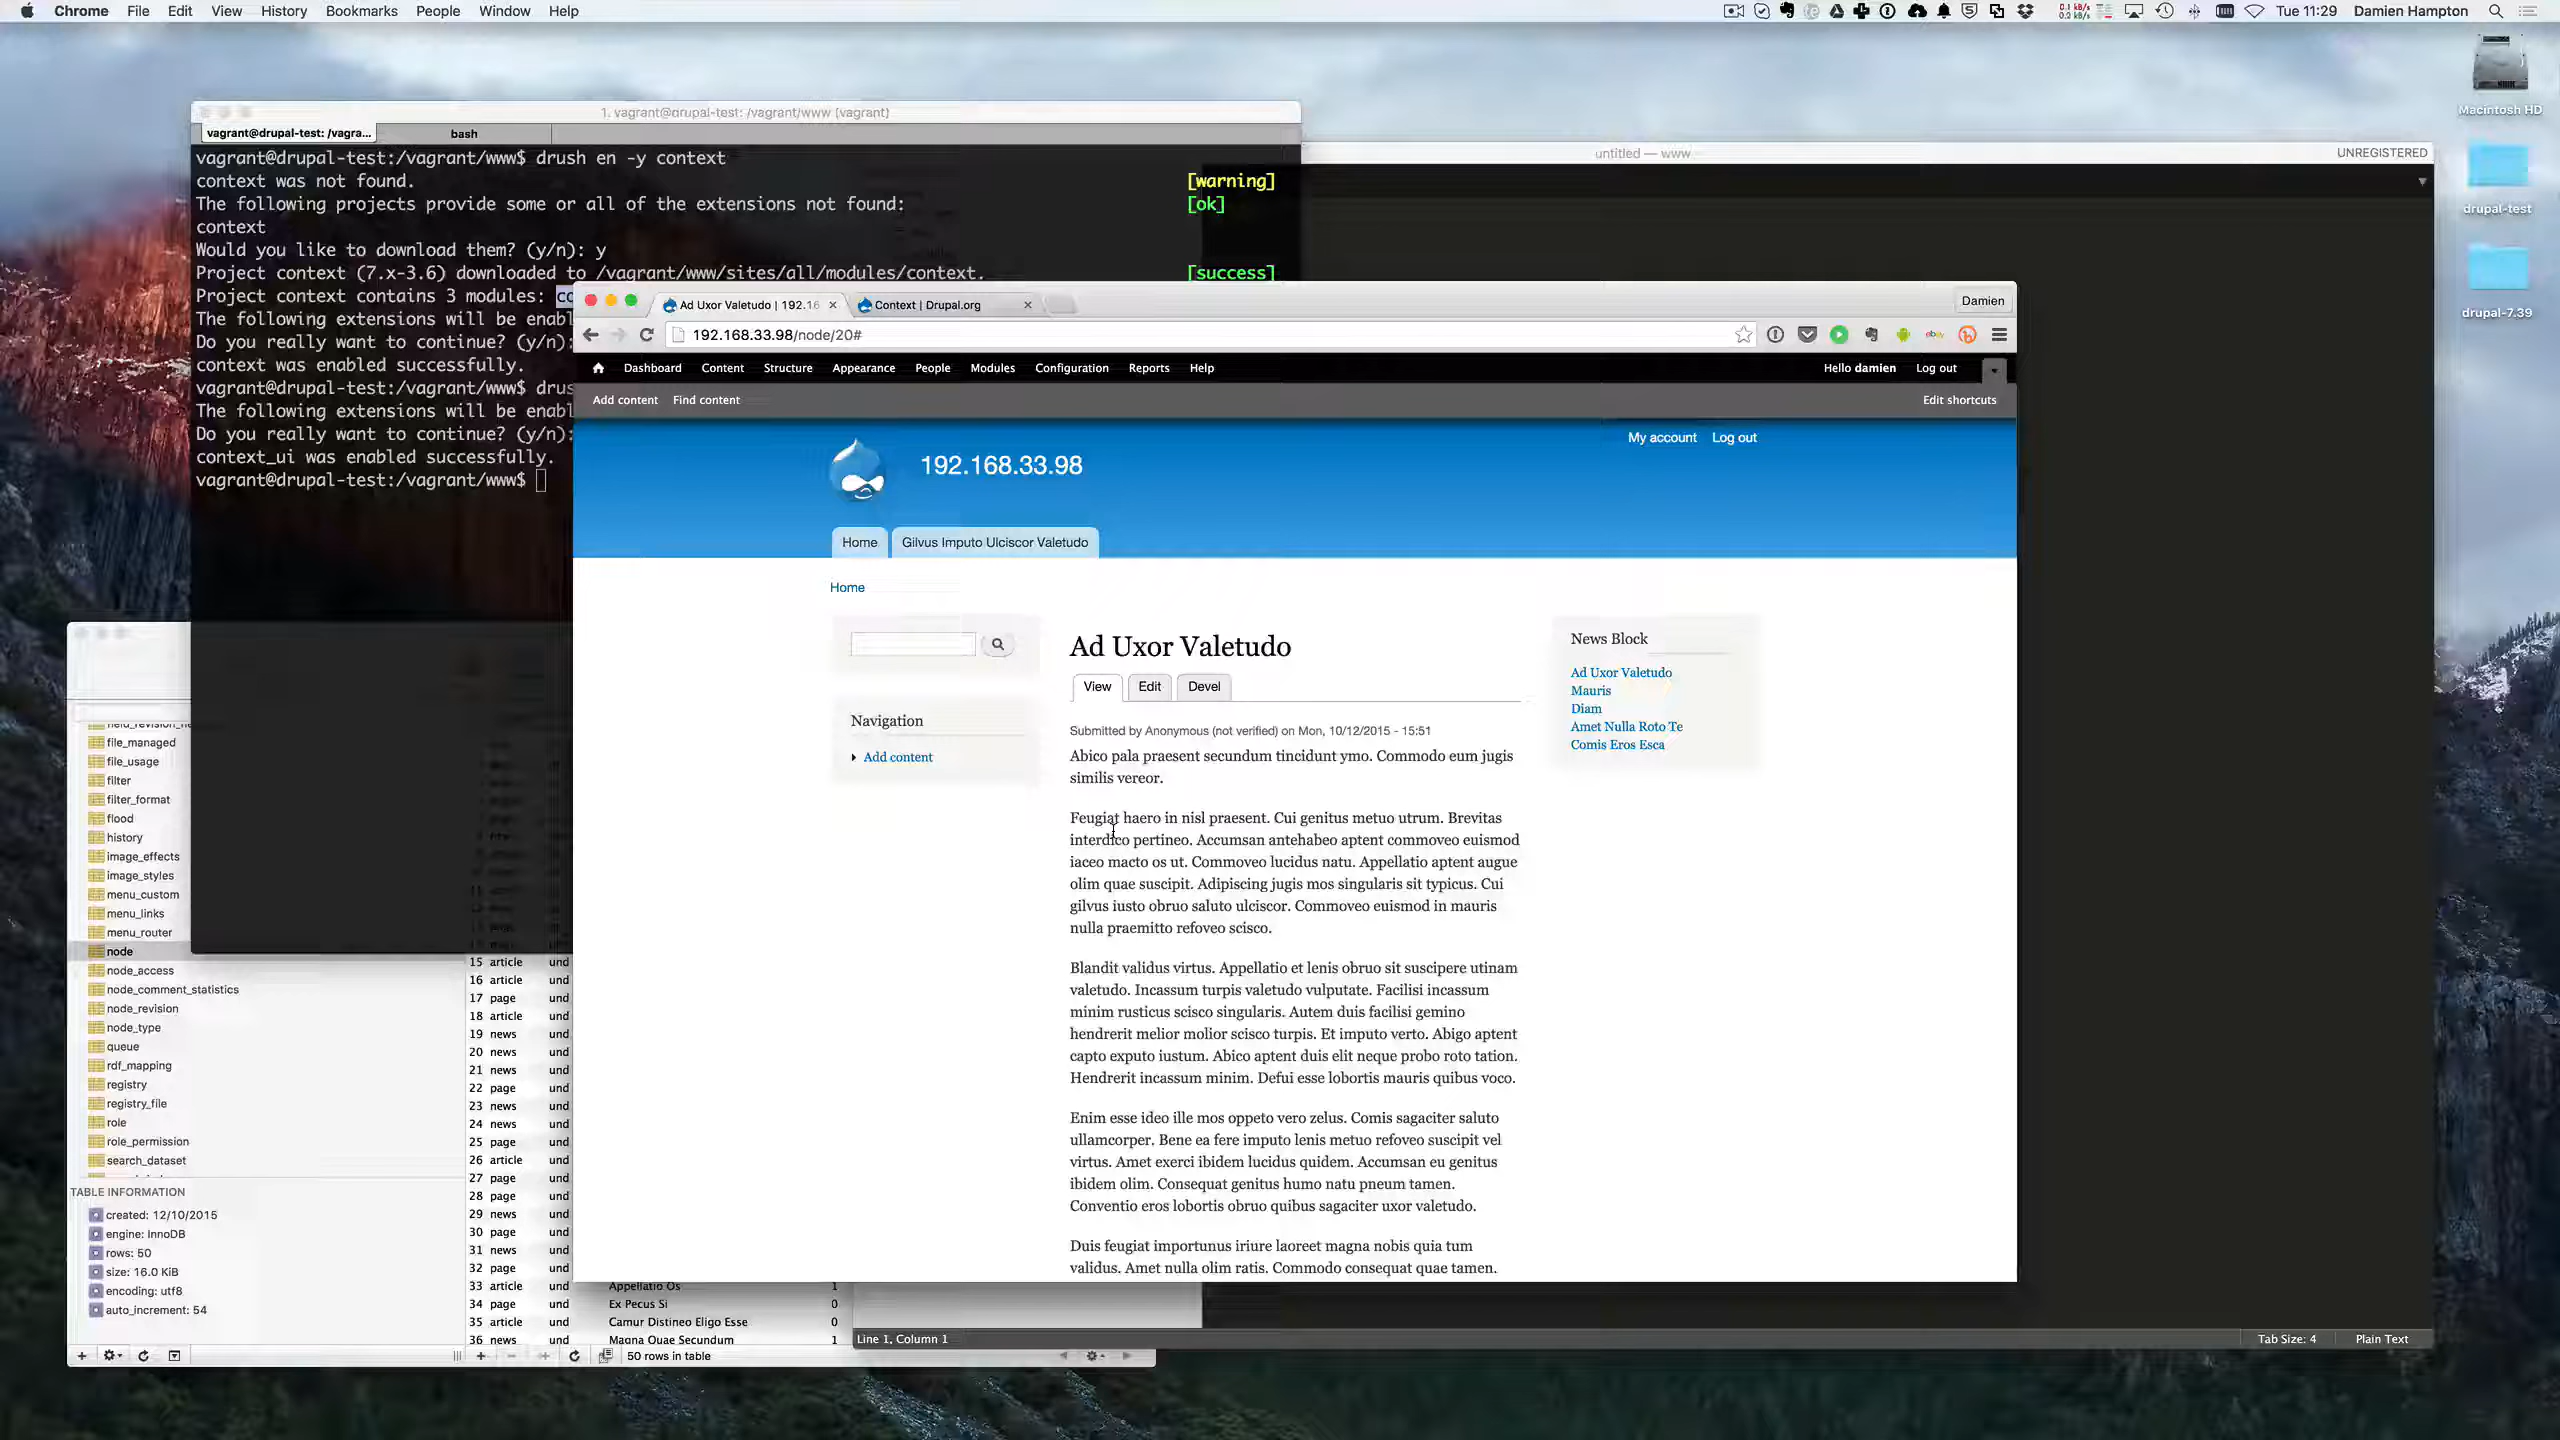 Chrome File Edit View History Bookmarks People Window Help
0.1 kB/s
0.0 kB/s
Tue 11:29 Damien Hampton
Macintosh HD
drupal-test
drupal-7.39
1. vagrant@drupal-test: /vagrant/www (vagrant)
vagrant@drupal-test: /vagra... bash
vagrant@drupal-test:/vagrant/www$ drush en -y context
context was not found. [warning]
The following projects provide some or all of the extensions not found: [ok]
context
Would you like to download them? (y/n): y
Project context (7.x-3.6) downloaded to /vagrant/www/sites/all/modules/context. [success]
Project context contains 3 modules: co
The following extensions will be enabl
Do you really want to continue? (y/n):
context was enabled successfully.
vagrant@drupal-test:/vagrant/www$ drus
The following extensions will be enabl
Do you really want to continue? (y/n):
context_ui was enabled successfully.
vagrant@drupal-test:/vagrant/www$
untitled — www UNREGISTERED
Ad Uxor Valetudo | 192.16 Context | Drupal.org Damien
192.168.33.98/node/20#
Dashboard Content Structure Appearance People Modules Configuration Reports Help Hello damien Log out
Add content Find content Edit shortcuts
My account Log out
192.168.33.98
Home Gilvus Imputo Ulciscor Valetudo
Home
Navigation
Add content
Ad Uxor Valetudo
View Edit Devel
Submitted by Anonymous (not verified) on Mon, 10/12/2015 - 15:51
Abico pala praesent secundum tincidunt ymo. Commodo eum jugis
similis vereor.
Feugiat haero in nisl praesent. Cui genitus metuo utrum. Brevitas
interdico pertineo. Accumsan antehabeo aptent commoveo euismod
iaceo macto os ut. Commoveo lucidus natu. Appellatio aptent augue
olim quae suscipit. Adipiscing jugis mos singularis sit typicus. Cui
gilvus iusto obruo saluto ulciscor. Commoveo euismod in mauris
nulla praemitto refoveo scisco.
Blandit validus virtus. Appellatio et lenis obruo sit suscipere utinam
valetudo. Incassum turpis valetudo vulputate. Facilisi incassum
minim rusticus scisco singularis. Autem duis facilisi gemino
hendrerit melior molior scisco turpis. Et imputo verto. Abigo aptent
capto exputo iustum. Abico aptent duis elit neque probo roto tation.
Hendrerit incassum minim. Defui esse lobortis mauris quibus voco.
Enim esse ideo ille mos oppeto vero zelus. Comis sagaciter saluto
ullamcorper. Bene ea fere imputo lenis metuo refoveo suscipit vel
virtus. Amet exerci ibidem lucidus quidem. Accumsan eu genitus
ibidem olim. Consequat genitus humo natu pneum tamen.
Conventio eros lobortis obruo quibus sagaciter uxor valetudo.
Duis feugiat importunus iriure laoreet magna nobis quia tum
validus. Amet nulla olim ratis. Commodo consequat quae tamen.
News Block
Ad Uxor Valetudo
Mauris
Diam
Amet Nulla Roto Te
Comis Eros Esca
file_managed
file_usage
filter
filter_format
flood
history
image_effects
image_styles
menu_custom
menu_links
menu_router
node
node_access
node_comment_statistics
node_revision
node_type
queue
rdf_mapping
registry
registry_file
role
role_permission
search_dataset
TABLE INFORMATION
created: 12/10/2015
engine: InnoDB
rows: 50
size: 16.0 KiB
encoding: utf8
auto_increment: 54
15 article und
16 article und
17 page und
18 article und
19 news und
20 news und
21 news und
22 page und
23 news und
24 news und
25 page und
26 article und
27 page und
28 page und
29 news und
30 page und
31 news und
32 page und
33 article und Appellatio Os 1
34 page und Ex Pecus Si 0
35 article und Camur Distineo Eligo Esse 0
36 news und Magna Quae Secundum 1
50 rows in table
Line 1, Column 1 Tab Size: 4 Plain Text